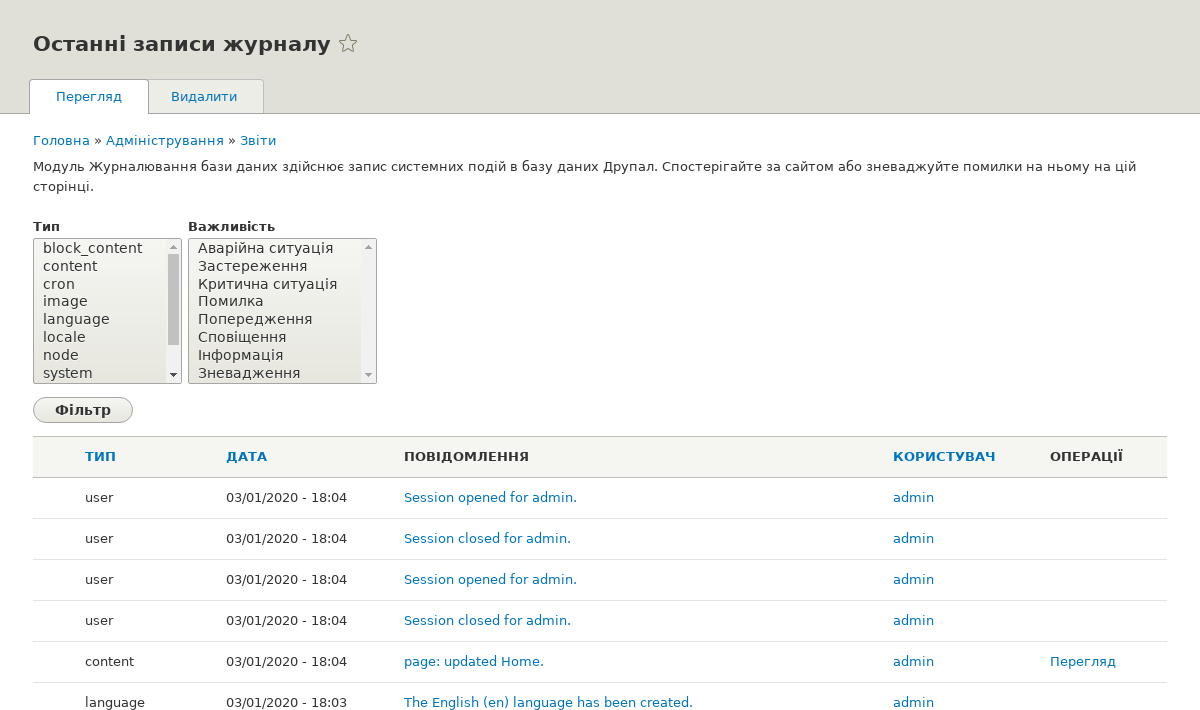 Останні записи журналу
Перегляд Видалити
Головна » Адміністрування » Звіти
Модуль Журналювання бази даних здійснює запис системних подій в базу даних Друпал. Спостерігайте за сайтом або зневаджуйте помилки на ньому на цій
сторінці.
Тип Важливість
block_content Аварійна ситуація
content Застереження
cron Критична ситуація
image Помилка
language Попередження
locale Сповіщення
node Інформація
system Зневадження
Фільтр
ТИП ДАТА ПОВІДОМЛЕННЯ КОРИСТУВАЧ ОПЕРАЦІЇ
user 03/01/2020 - 18:04 Session opened for admin. admin
user 03/01/2020 - 18:04 Session closed for admin. admin
user 03/01/2020 - 18:04 Session opened for admin. admin
user 03/01/2020 - 18:04 Session closed for admin. admin
content 03/01/2020 - 18:04 page: updated Home. admin Перегляд
language 03/01/2020 - 18:03 The English (en) language has been created. admin